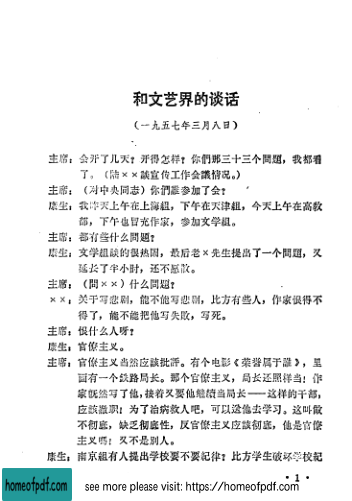 和文艺界的谈话
（一九五七年三月八日）
主席：会开了几天？开得怎样？你們那三十三个問題，我都看
了。（陆××談宣传工作会議情况。）
主席：（对中央同志）你們誰参加了会？
康生：我昨天上午在上海組，下午在天津組，今天上午在高教
部，下午也冒充作家，参加文学組。
主席：都有些什么問題？
康生：文学組談的很热鬧，最后老×先生提出了一个問題，又
延长了半小时，还不愿散。
主席：（問××）什么問題？
××：关于写悲剧，能不能写悲剧，比方有些人，作家恨得不
得了，能不能把他写失敗，写死。
主席：恨什么人呀？
康生：官僚主义。
主席：官僚主义当然应該批評。有个电影《荣誉属于誰》，里
面有一个鉄路局长。那个官僚主义，局长还照样当！作
家既然写了他，接着又要他継續当局长——这样的干部，
应該撤职！为了治病救人吧，可以送他去学习。这叫做
不彻底，缺乏彻底性，反官僚主义应該彻底，他是官僚
主义嗎！又不是別人。
康生：南京組有人提出学校要不要紀律？比方学生破坏学校紀
· 1 ·
homeofpdf.com
see more please visit: https://homeofpdf.com